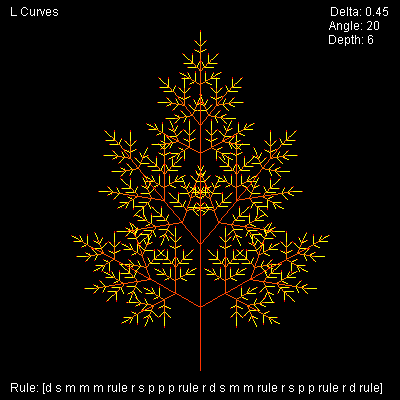 L Curves
Delta: 0.45
Angle: 20
Depth: 6
Rule: [d s m m m rule r s p p p rule r d s m m rule r s p p rule r d rule]